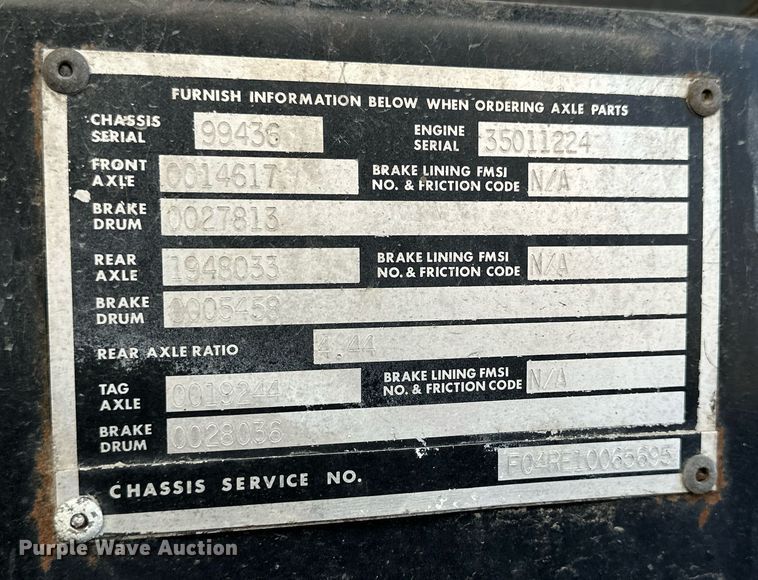 FURNISH INFORMATION BELOW WHEN ORDERING AXLE PARTS
CHASSIS SERIAL 99436 ENGINE SERIAL 35011224
FRONT AXLE 0014617 BRAKE LINING FMSI NO. & FRICTION CODE N/A
BRAKE DRUM 0027813
REAR AXLE 1948033 BRAKE LINING FMSI NO. & FRICTION CODE N/A
BRAKE DRUM 0005458
REAR AXLE RATIO 4.44
TAG AXLE 0019244 BRAKE LINING FMSI NO. & FRICTION CODE N/A
BRAKE DRUM 0028036
CHASSIS SERVICE NO. F04RE10063695
Purple Wave Auction